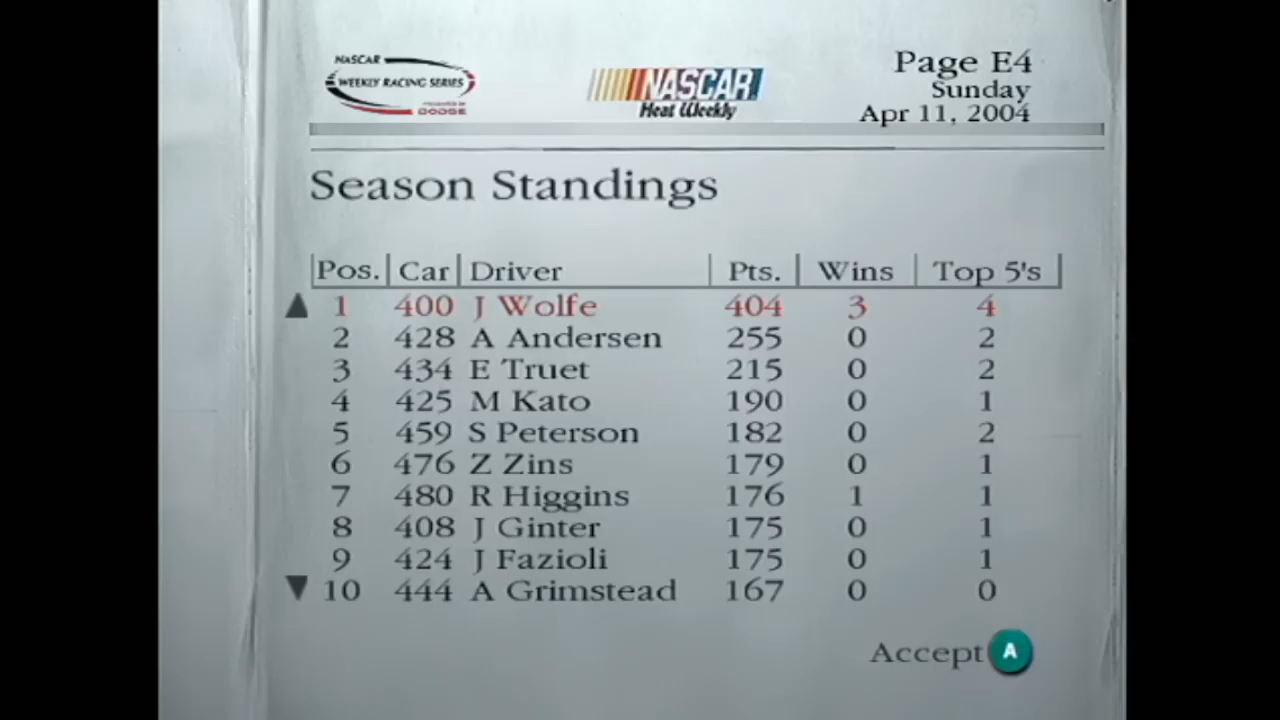 NASCAR
WEEKLY RACING SERIES
PRESENTED BY
DODGE
NASCAR
Heat Weekly
Page E4
Sunday
Apr 11, 2004
Season Standings
Pos. Car Driver Pts. Wins Top 5's
1 400 J Wolfe 404 3 4
2 428 A Andersen 255 0 2
3 434 E Truet 215 0 2
4 425 M Kato 190 0 1
5 459 S Peterson 182 0 2
6 476 Z Zins 179 0 1
7 480 R Higgins 176 1 1
8 408 J Ginter 175 0 1
9 424 J Fazioli 175 0 1
10 444 A Grimstead 167 0 0
Accept A